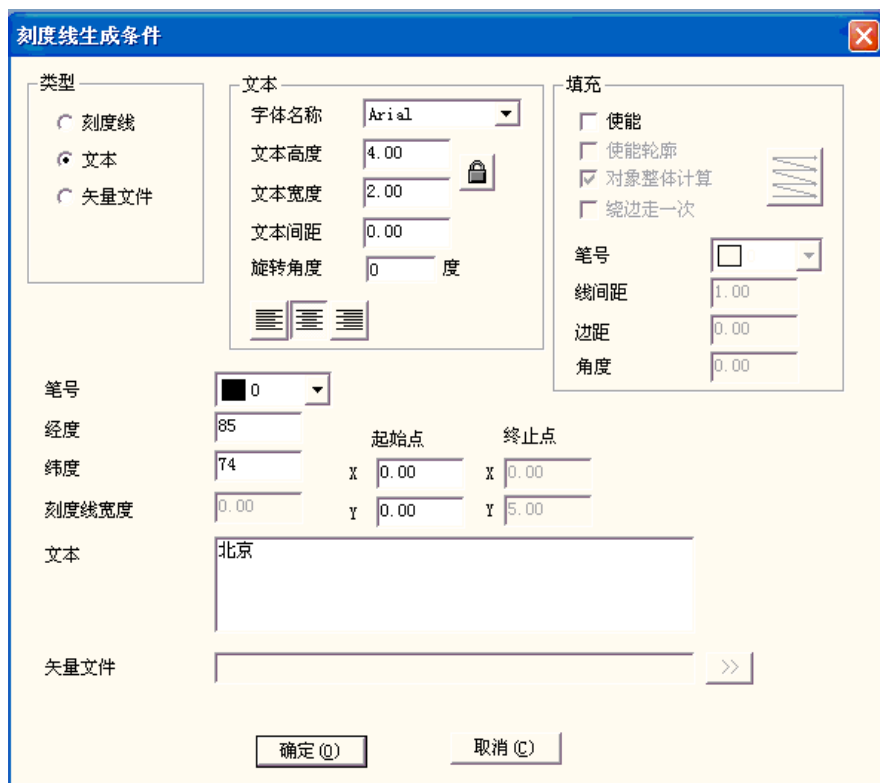 刻度线生成条件
类型
刻度线
文本
矢量文件
文本
字体名称 Arial
文本高度 4.00
文本宽度 2.00
文本间距 0.00
旋转角度 0 度
填充
使能
使能轮廓
对象整体计算
绕边走一次
笔号
线间距 1.00
边距 0.00
角度 0.00
笔号 0
经度 85
纬度 74
刻度线宽度 0.00
起始点 终止点
X 0.00 X 0.00
Y 0.00 Y 5.00
文本 北京
矢量文件 >>
确定(O) 取消(C)